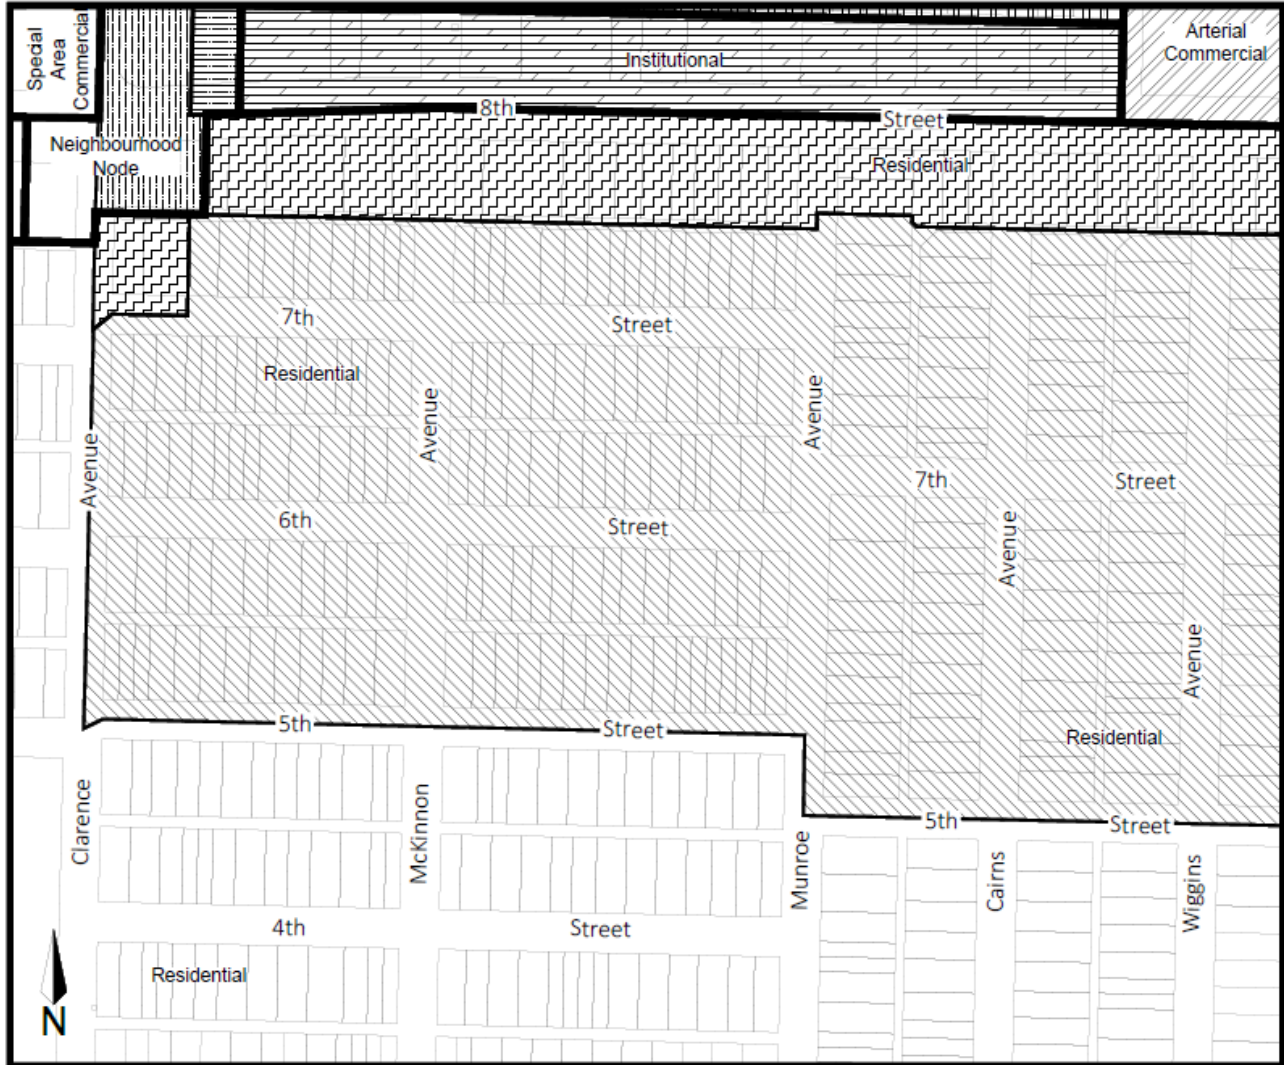 Special
Area
Commercial
Institutional
Arterial
Commercial
8th
Street
Neighbourhood
Node
Residential
7th
Street
Residential
Avenue
Avenue
Avenue
7th
Street
6th
Street
Avenue
Avenue
5th
Street
Residential
Clarence
McKinnon
Munroe
5th
Street
Cairns
Wiggins
4th
Street
Residential
N